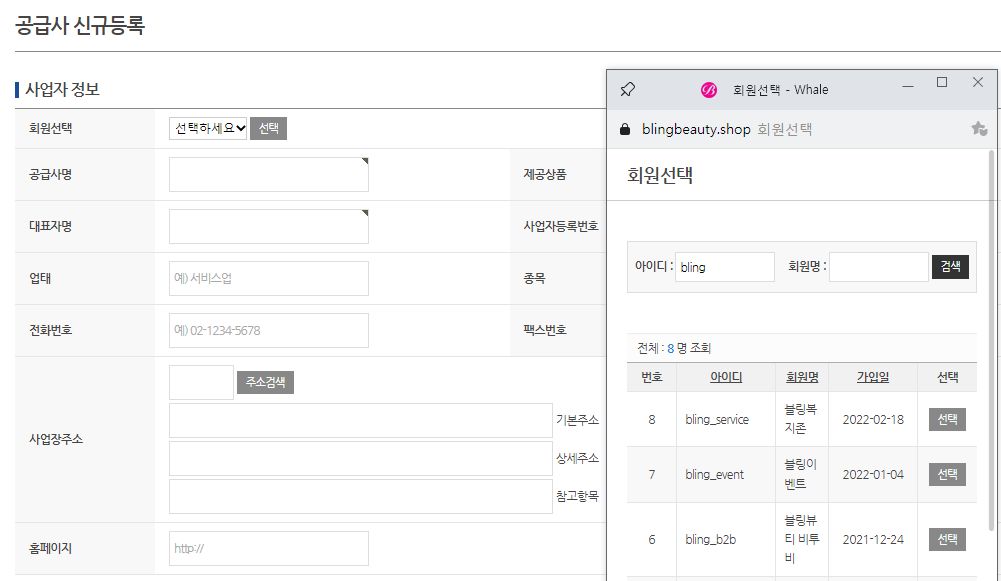 공급사 신규등록
사업자 정보
회원선택 선택하세요 선택
공급사명 제공상품
대표자명 사업자등록번호
업태 예) 서비스업 종목
전화번호 예) 02-1234-5678 팩스번호
사업장주소 주소검색
기본주소
상세주소
참고항목
홈페이지 http://
회원선택 - Whale
blingbeauty.shop 회원선택
회원선택
아이디 : bling 회원명 : 검색
전체 : 8 명 조회
번호 아이디 회원명 가입일 선택
8 bling_service 블링복
지존 2022-02-18 선택
7 bling_event 블링이
벤트 2022-01-04 선택
6 bling_b2b 블링뷰
티 비투
비 2021-12-24 선택